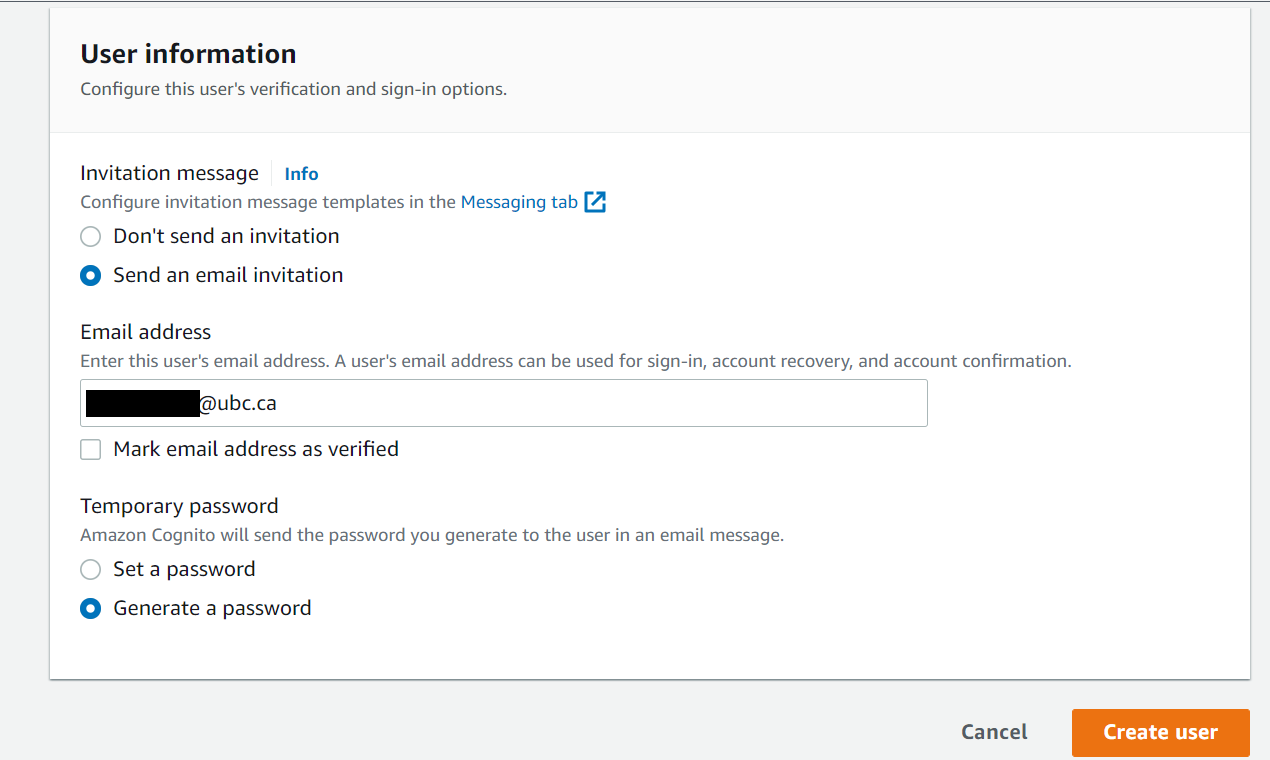 User information
Configure this user's verification and sign-in options.
Invitation message Info
Configure invitation message templates in the Messaging tab
Don't send an invitation
Send an email invitation
Email address
Enter this user's email address. A user's email address can be used for sign-in, account recovery, and account confirmation.
@ubc.ca
Mark email address as verified
Temporary password
Amazon Cognito will send the password you generate to the user in an email message.
Set a password
Generate a password
Cancel Create user